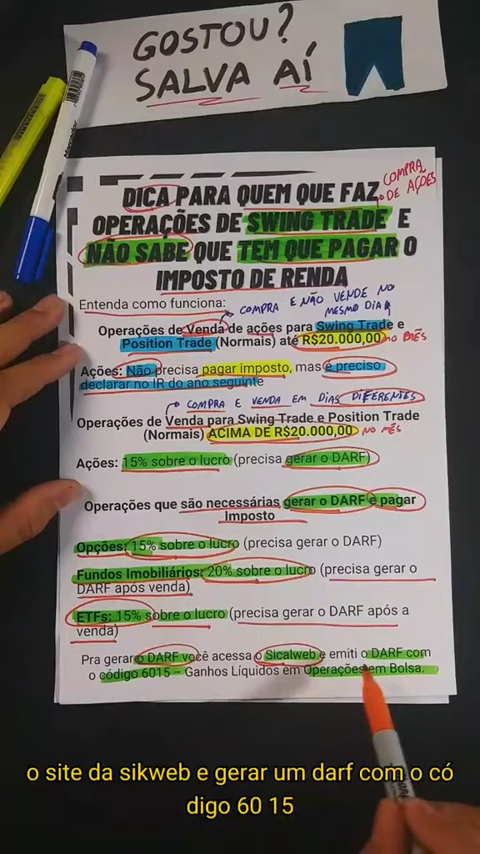 GOSTOU?
SALVA AÍ
DICA PARA QUEM QUE FAZ
COMPRA
DE AÇÕES
OPERAÇÕES DE SWING TRADE E
NÃO SABE QUE TEM QUE PAGAR O
IMPOSTO DE RENDA
Entenda como funciona:
COMPRA E NÃO VENDE NO
MESMO DIA
Operações de Venda de ações para Swing Trade e
Position Trade (Normais) até R$20.000,00 no MÊS
Ações: Não precisa pagar imposto, mas é preciso
declarar no IR do ano seguinte
COMPRA E VENDA EM DIAS DIFERENTES
Operações de Venda para Swing Trade e Position Trade
(Normais) ACIMA DE R$20.000,00 NO MÊS
Ações: 15% sobre o lucro (precisa gerar o DARF)
Operações que são necessárias gerar o DARF e pagar
Imposto
Opções: 15% sobre o lucro (precisa gerar o DARF)
Fundos Imobiliários: 20% sobre o lucro (precisa gerar o
DARF após venda)
ETFs: 15% sobre o lucro (precisa gerar o DARF após a
venda)
Pra gerar o DARF você acessa o Sicalweb e emiti o DARF com
o código 6015 – Ganhos Líquidos em Operações em Bolsa.
o site da sikweb e gerar um darf com o có
digo 60 15